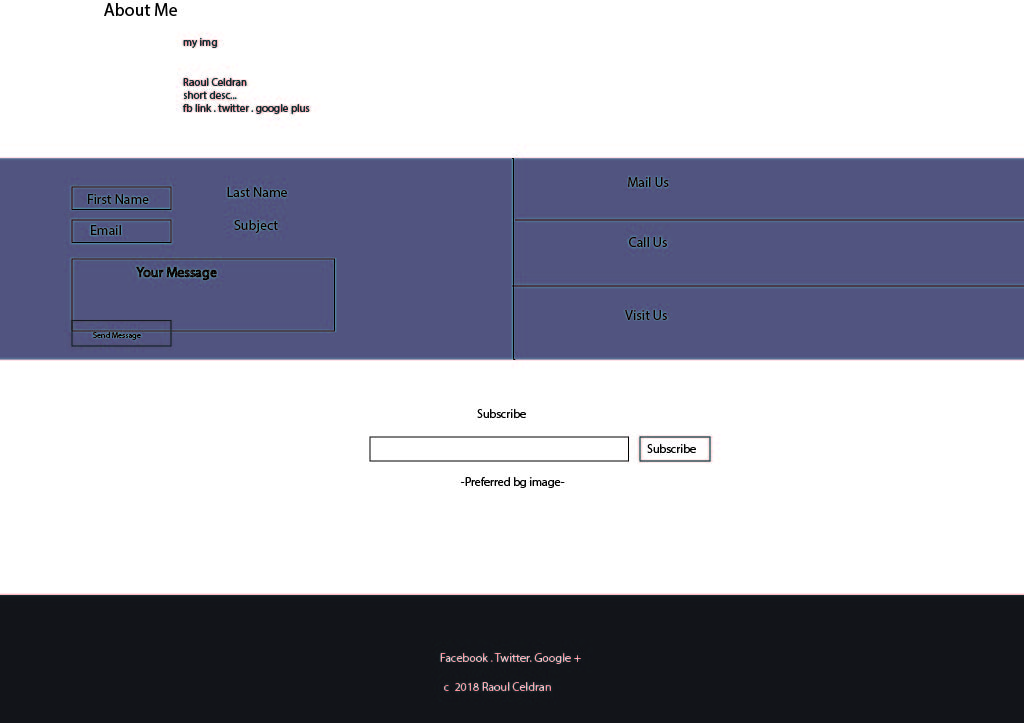 About Me
my img
Raoul Celdran
short desc...
fb link . twitter . google plus
First Name
Last Name
Email
Subject
Your Message
Send Message
Mail Us
Call Us
Visit Us
Subscribe
Subscribe
-Preferred bg image-
Facebook . Twitter. Google +
c 2018 Raoul Celdran